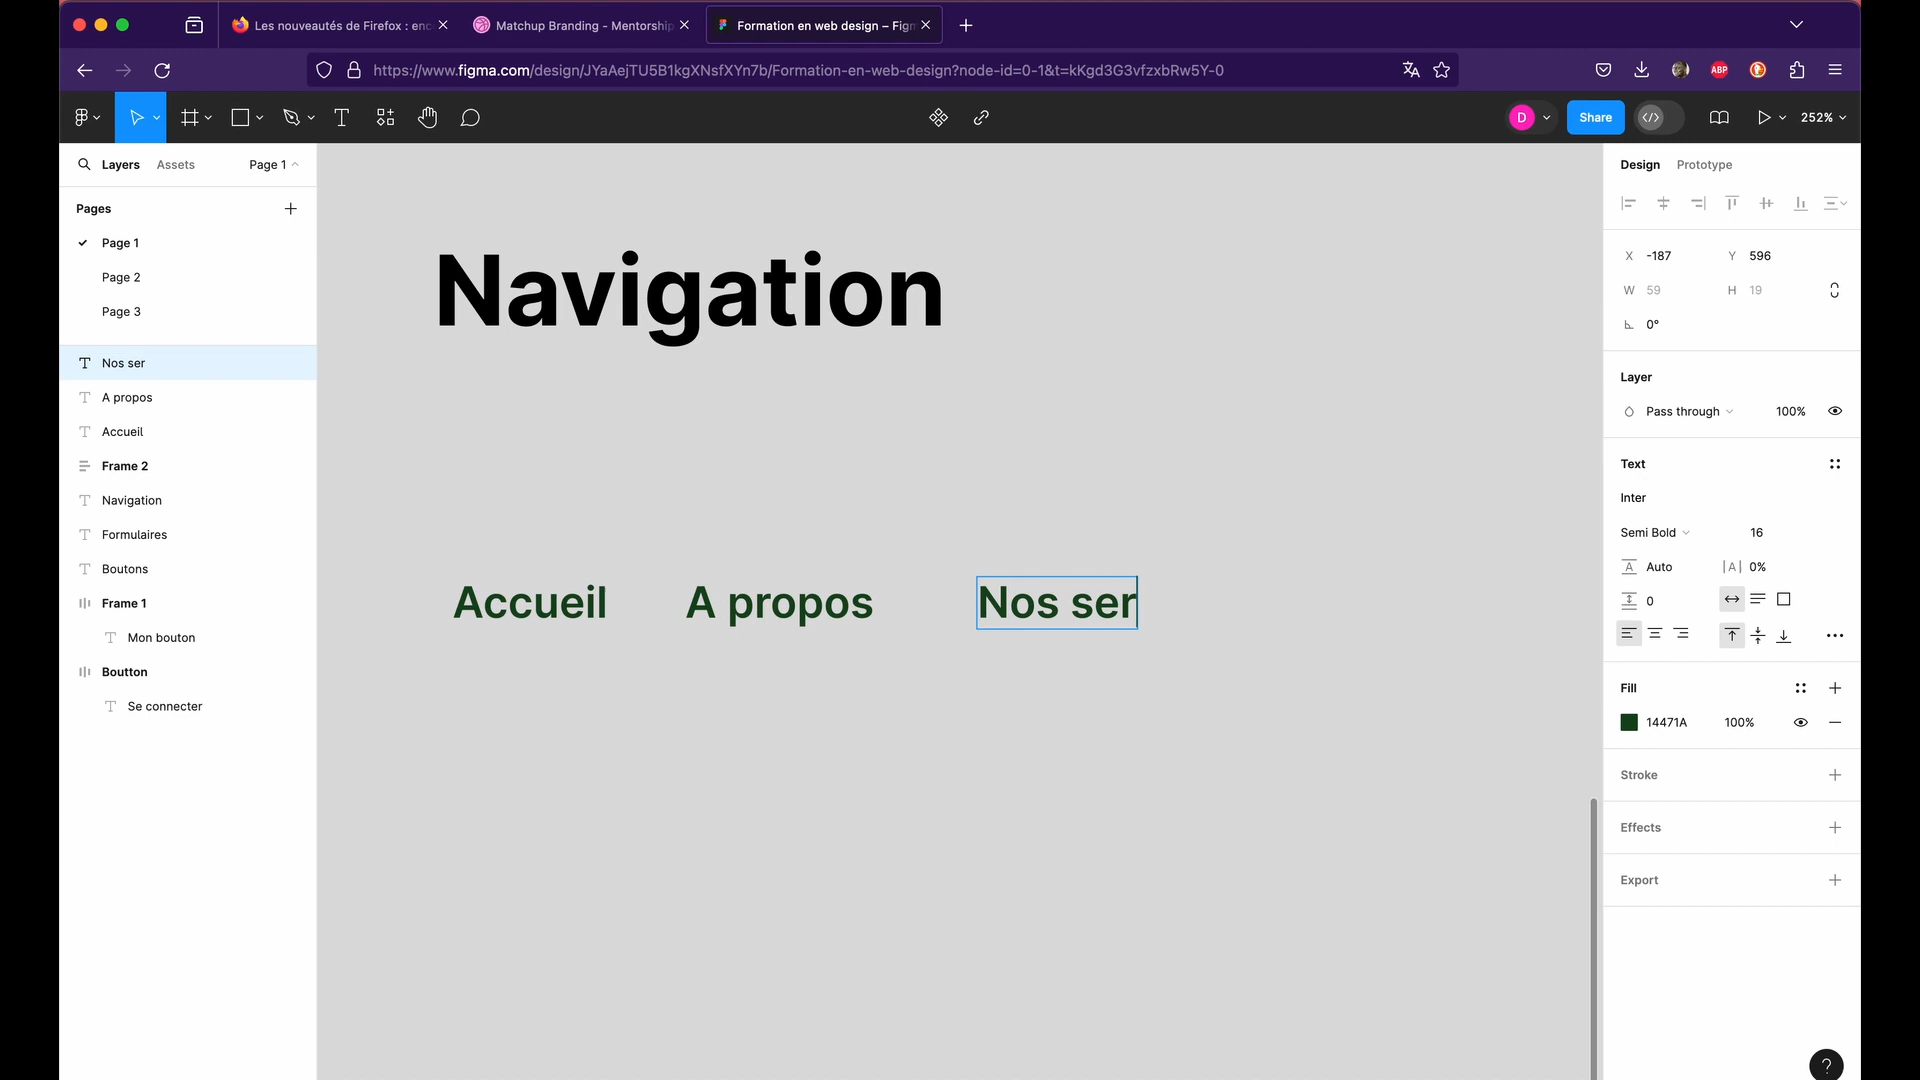 Les nouveautés de Firefox : enc
Matchup Branding - Mentorship
Formation en web design – Figm
https://www.figma.com/design/JYaAejTU5B1kgXNsfXYn7b/Formation-en-web-design?node-id=0-1&t=kKgd3G3vfzxbRw5Y-0
ABP
D
Share
252%
Layers
Assets
Page 1
Pages
Page 1
Page 2
Page 3
Nos ser
A propos
Accueil
Frame 2
Navigation
Formulaires
Boutons
Frame 1
Mon bouton
Boutton
Se connecter
Navigation
Accueil
A propos
Nos ser
Design
Prototype
X -187
Y 596
W 59
H 19
0°
Layer
Pass through
100%
Text
Inter
Semi Bold
16
A Auto
|A| 0%
0
Fill
14471A
100%
Stroke
Effects
Export
?